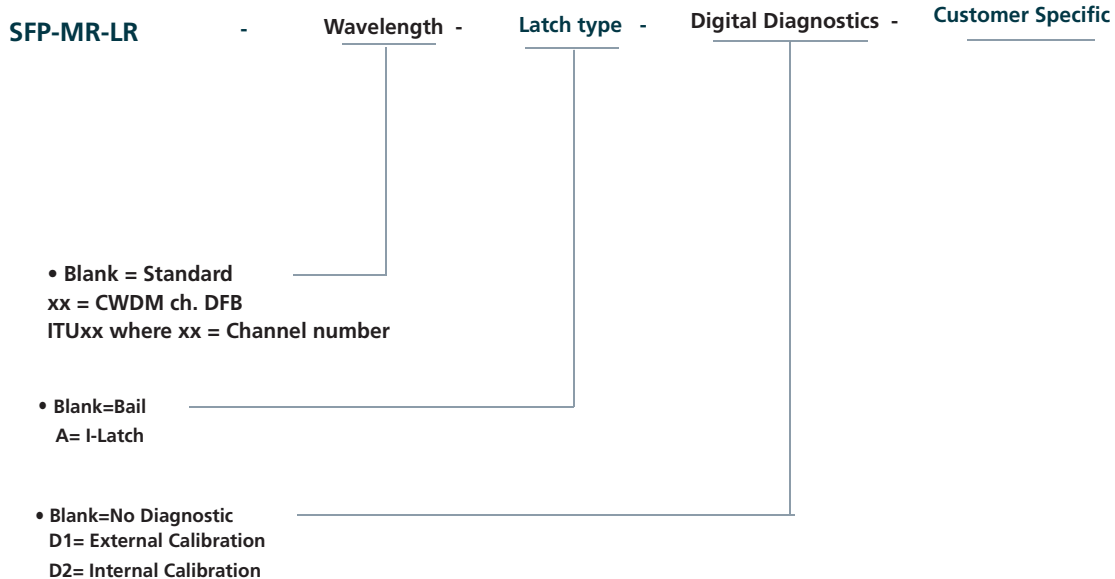 SFP-MR-LR - Wavelength - Latch type - Digital Diagnostics - Customer Specific
• Blank = Standard
xx = CWDM ch. DFB
ITUxx where xx = Channel number
• Blank=Bail
A= I-Latch
• Blank=No Diagnostic
D1= External Calibration
D2= Internal Calibration